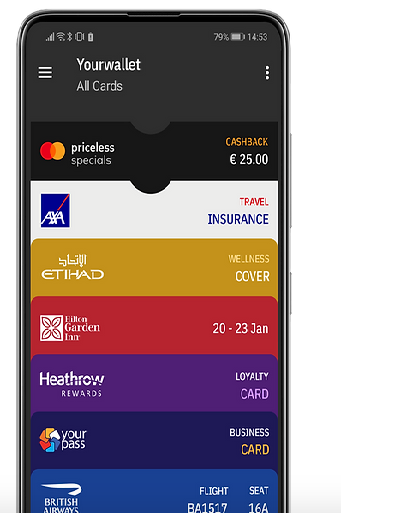 79% 14:53
Yourwallet
All Cards
priceless
specials
CASHBACK
€ 25.00
AXA
TRAVEL
INSURANCE
الإتحاد
ETIHAD
WELLNESS
COVER
Hilton
Garden
Inn
20 - 23 Jan
Heathrow
REWARDS
LOYALTY
CARD
your
pass
BUSINESS
CARD
BRITISH
AIRWAYS
FLIGHT SEAT
BA1517 16A